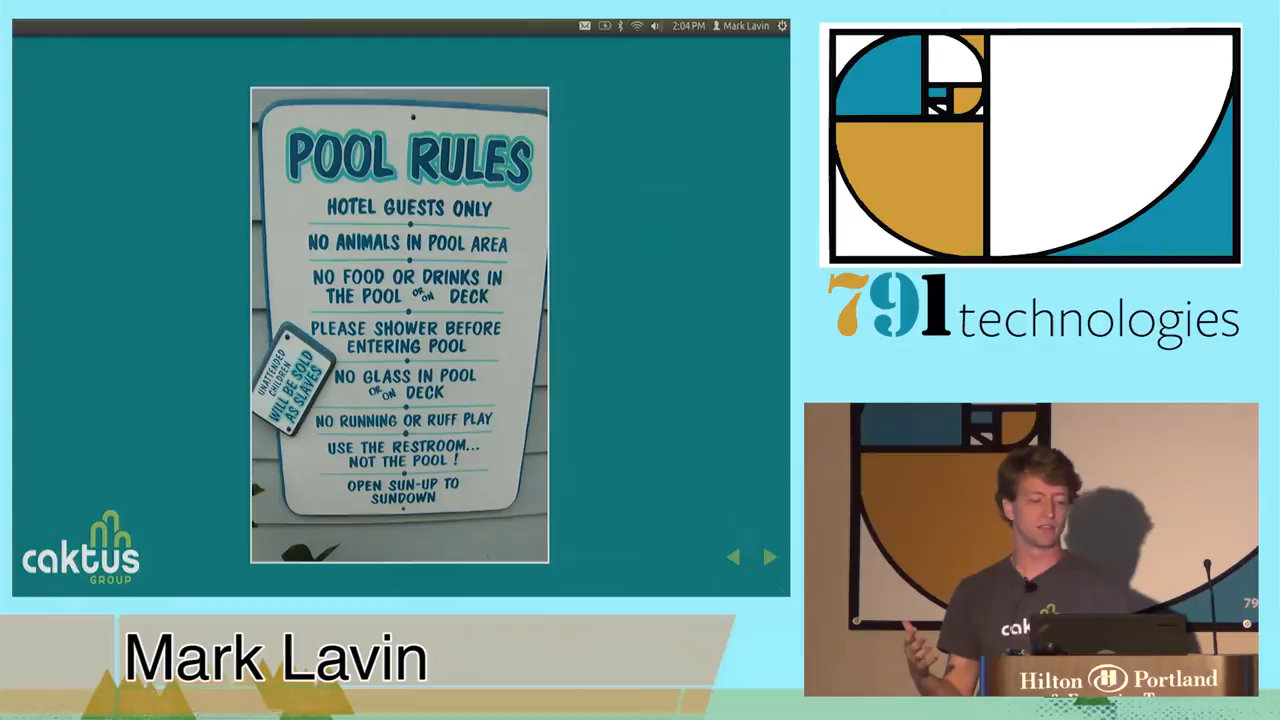 2:04 PM Mark Lavin
POOL RULES
HOTEL GUESTS ONLY
NO ANIMALS IN POOL AREA
NO FOOD OR DRINKS IN
THE POOL OR ON DECK
PLEASE SHOWER BEFORE
ENTERING POOL
NO GLASS IN POOL
OR ON DECK
NO RUNNING OR RUFF PLAY
USE THE RESTROOM...
NOT THE POOL !
OPEN SUN-UP TO
SUNDOWN
UNATTENDED
CHILDREN
WILL BE SOLD
AS SLAVES
caktus
GROUP
791 technologies
Mark Lavin
79
cak
Hilton Portland